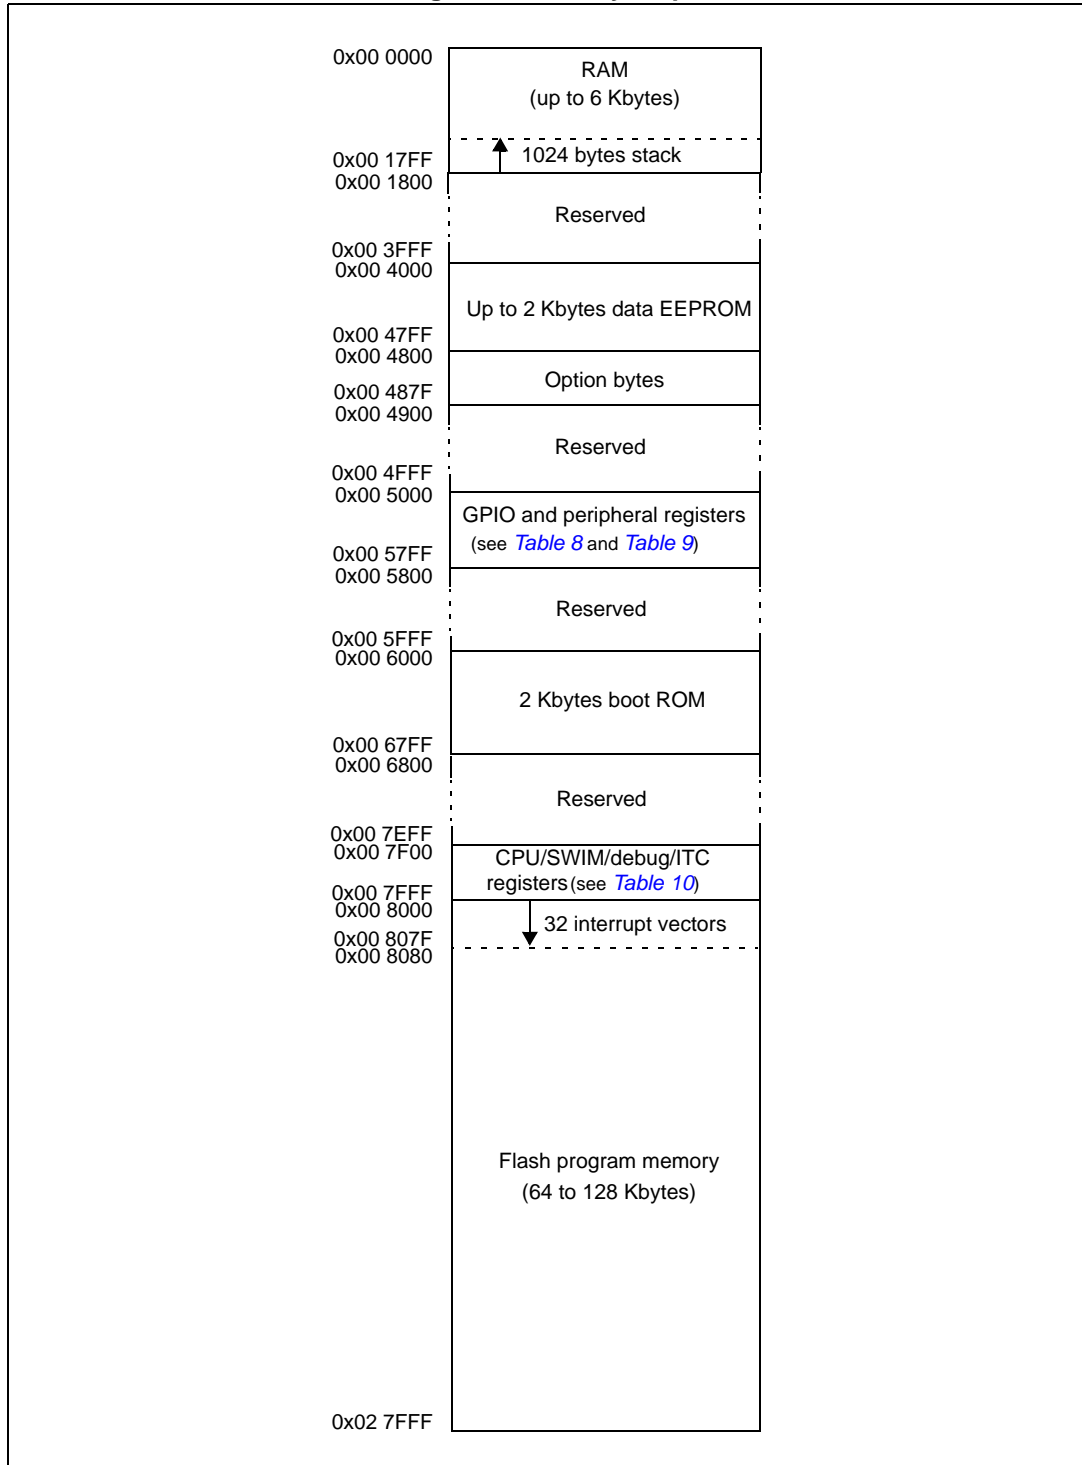 0x00 0000
RAM
(up to 6 Kbytes)
1024 bytes stack
0x00 17FF
0x00 1800
Reserved
0x00 3FFF
0x00 4000
Up to 2 Kbytes data EEPROM
0x00 47FF
0x00 4800
Option bytes
0x00 487F
0x00 4900
Reserved
0x00 4FFF
0x00 5000
GPIO and peripheral registers
(see Table 8 and Table 9)
0x00 57FF
0x00 5800
Reserved
0x00 5FFF
0x00 6000
2 Kbytes boot ROM
0x00 67FF
0x00 6800
Reserved
0x00 7EFF
0x00 7F00
CPU/SWIM/debug/ITC
registers (see Table 10)
0x00 7FFF
0x00 8000
32 interrupt vectors
0x00 807F
0x00 8080
Flash program memory
(64 to 128 Kbytes)
0x02 7FFF